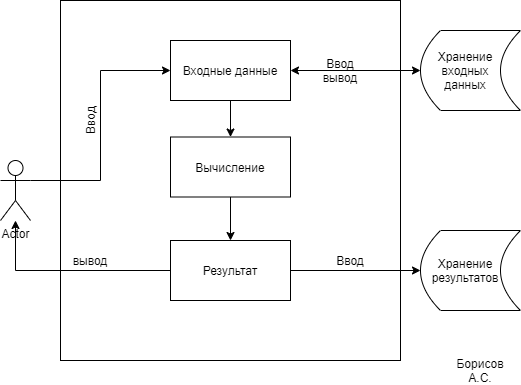 Входные данные
Ввод
вывод
Хранение
входных
данных
Ввод
Вычисление
Actor
вывод
Результат
Ввод
Хранение
результатов
Борисов
А.С.